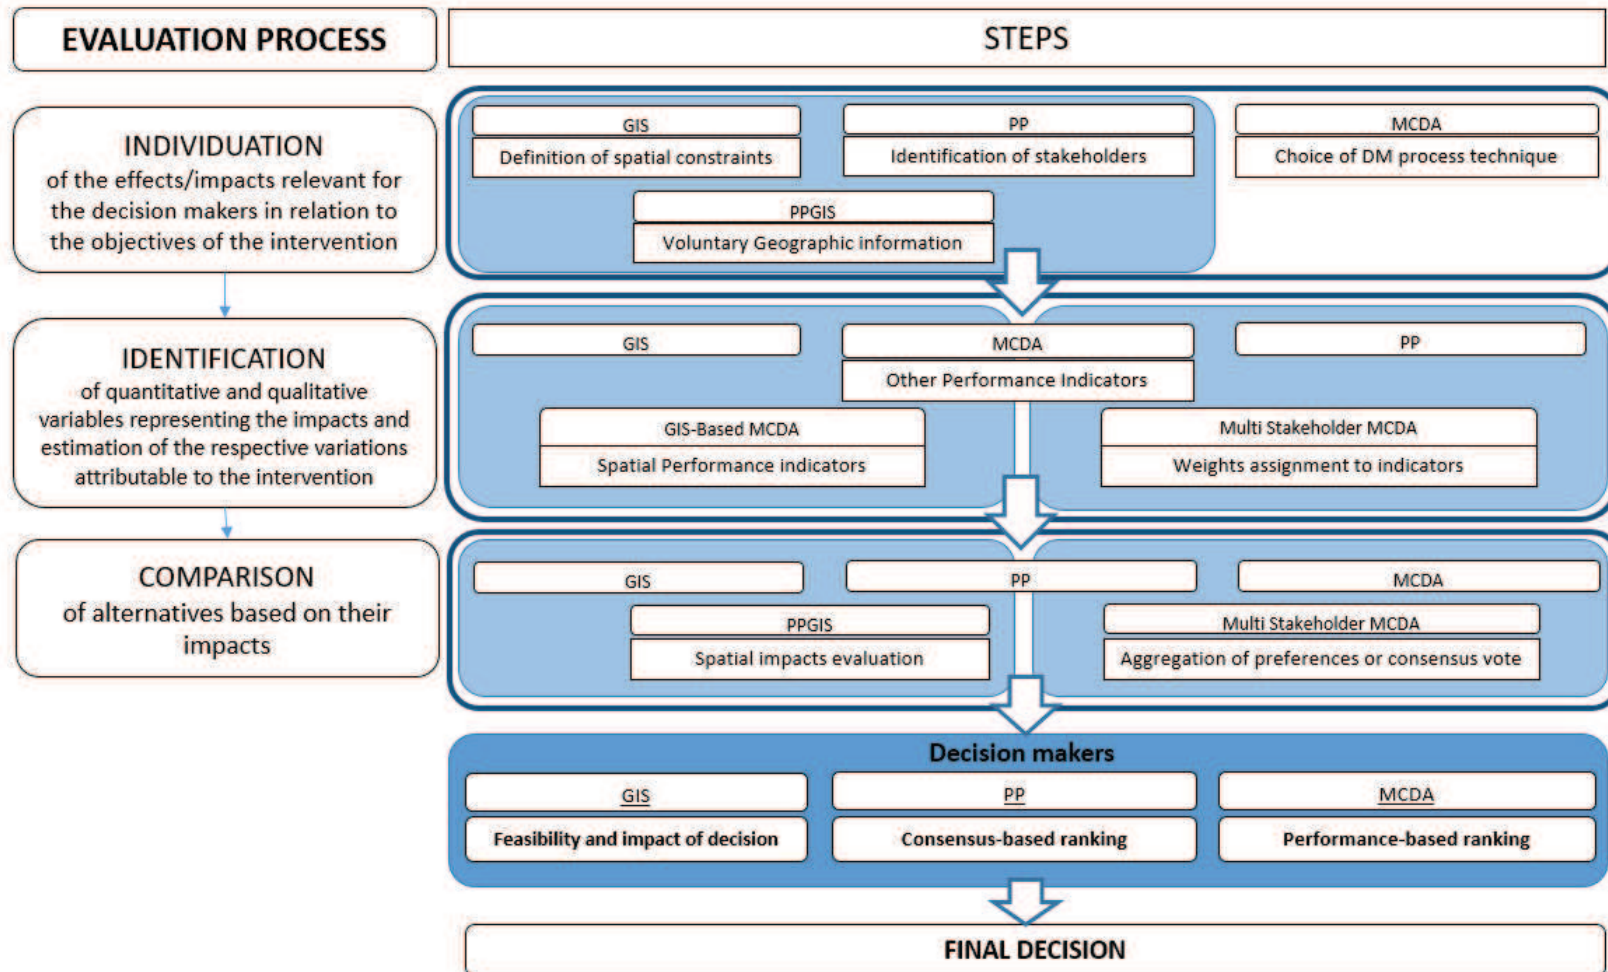 EVALUATION PROCESS
STEPS
INDIVIDUATION
of the effects/impacts relevant for
the decision makers in relation to
the objectives of the intervention
GIS
Definition of spatial constraints
PP
Identification of stakeholders
MCDA
Choice of DM process technique
PPGIS
Voluntary Geographic information
IDENTIFICATION
of quantitative and qualitative
variables representing the impacts and
estimation of the respective variations
attributable to the intervention
GIS
MCDA
Other Performance Indicators
PP
GIS-Based MCDA
Spatial Performance indicators
Multi Stakeholder MCDA
Weights assignment to indicators
COMPARISON
of alternatives based on their
impacts
GIS
PP
MCDA
PPGIS
Spatial impacts evaluation
Multi Stakeholder MCDA
Aggregation of preferences or consensus vote
Decision makers
GIS
Feasibility and impact of decision
PP
Consensus-based ranking
MCDA
Performance-based ranking
FINAL DECISION